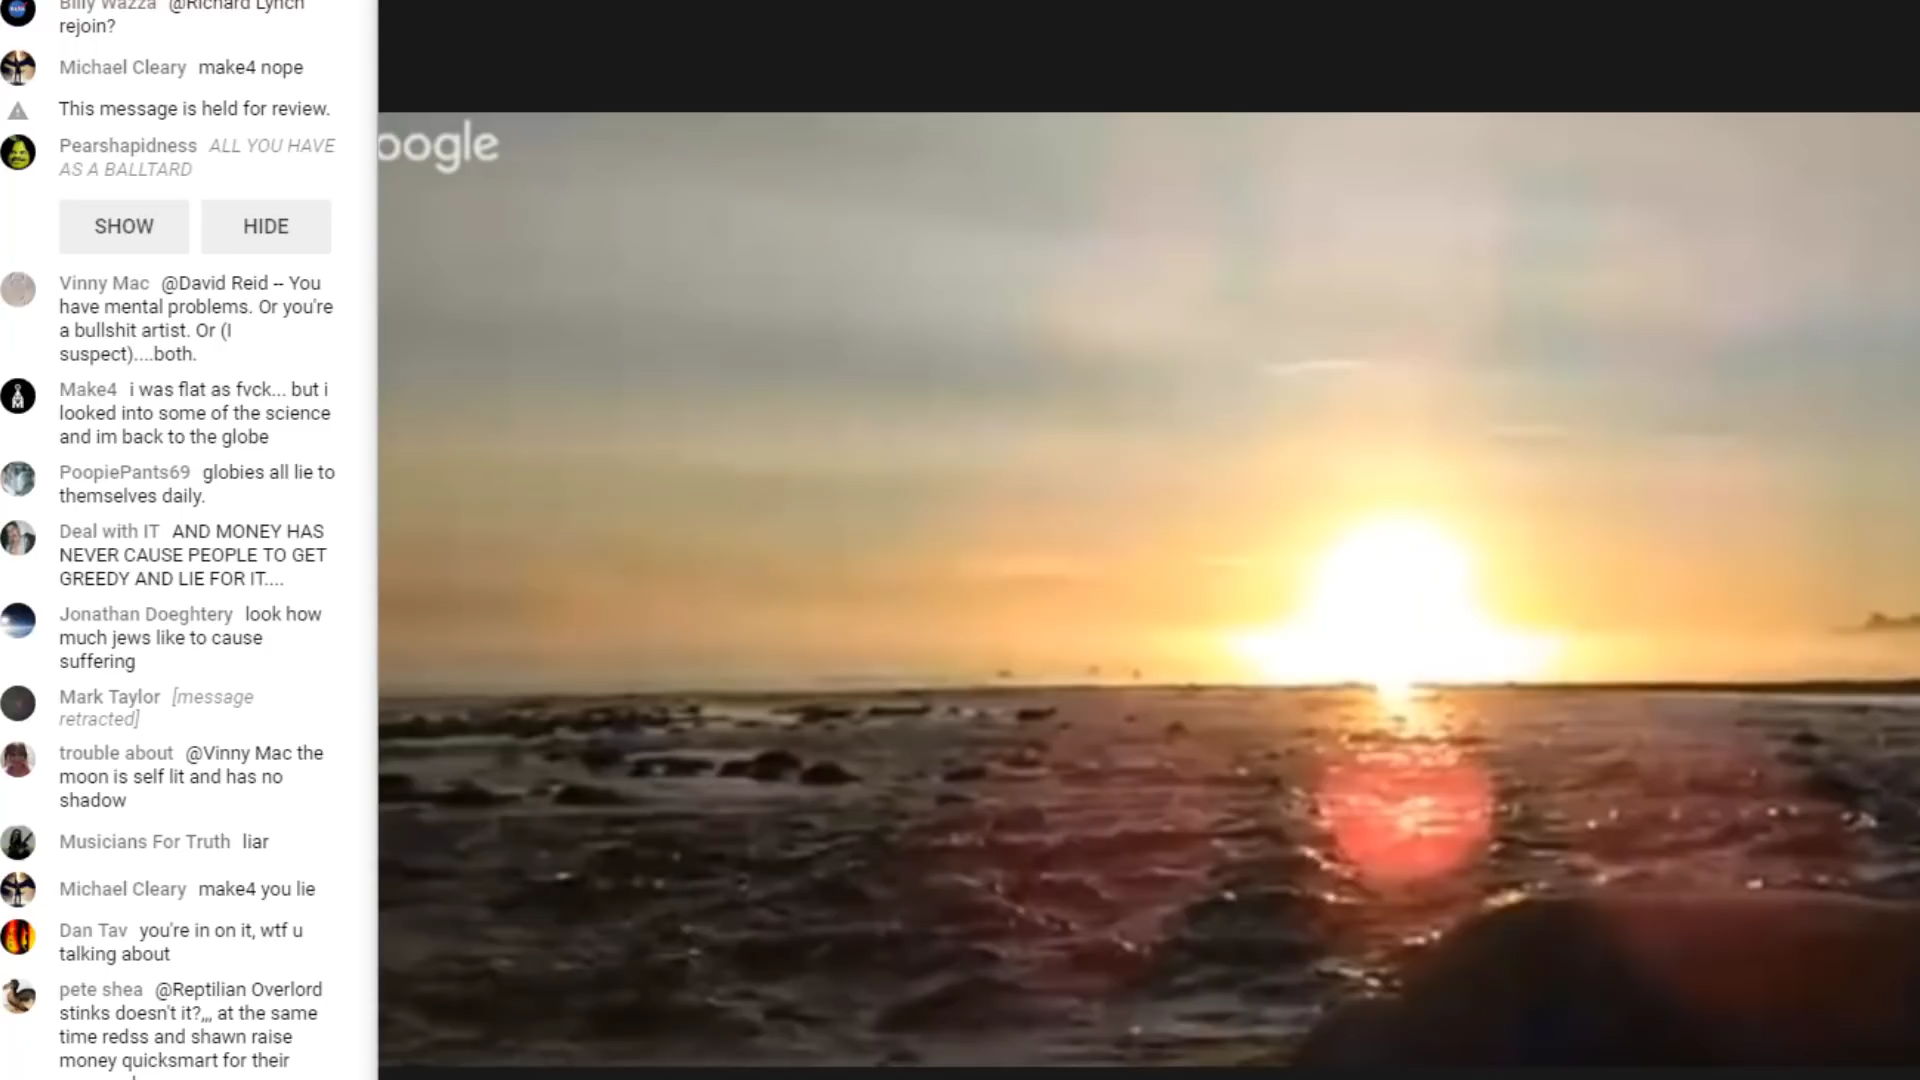 Billy Wazza @Richard Lynch
rejoin?
Michael Cleary make4 nope
This message is held for review.
Pearshapidness ALL YOU HAVE
AS A BALLTARD
SHOW HIDE
Vinny Mac @David Reid -- You
have mental problems. Or you're
a bullshit artist. Or (I
suspect)....both.
Make4 i was flat as fvck... but i
looked into some of the science
and im back to the globe
PoopiePants69 globies all lie to
themselves daily.
Deal with IT AND MONEY HAS
NEVER CAUSE PEOPLE TO GET
GREEDY AND LIE FOR IT....
Jonathan Doeghtery look how
much jews like to cause
suffering
Mark Taylor [message
retracted]
trouble about @Vinny Mac the
moon is self lit and has no
shadow
Musicians For Truth liar
Michael Cleary make4 you lie
Dan Tav you're in on it, wtf u
talking about
pete shea @Reptilian Overlord
stinks doesn't it?,,, at the same
time redss and shawn raise
money quicksmart for their
oogle